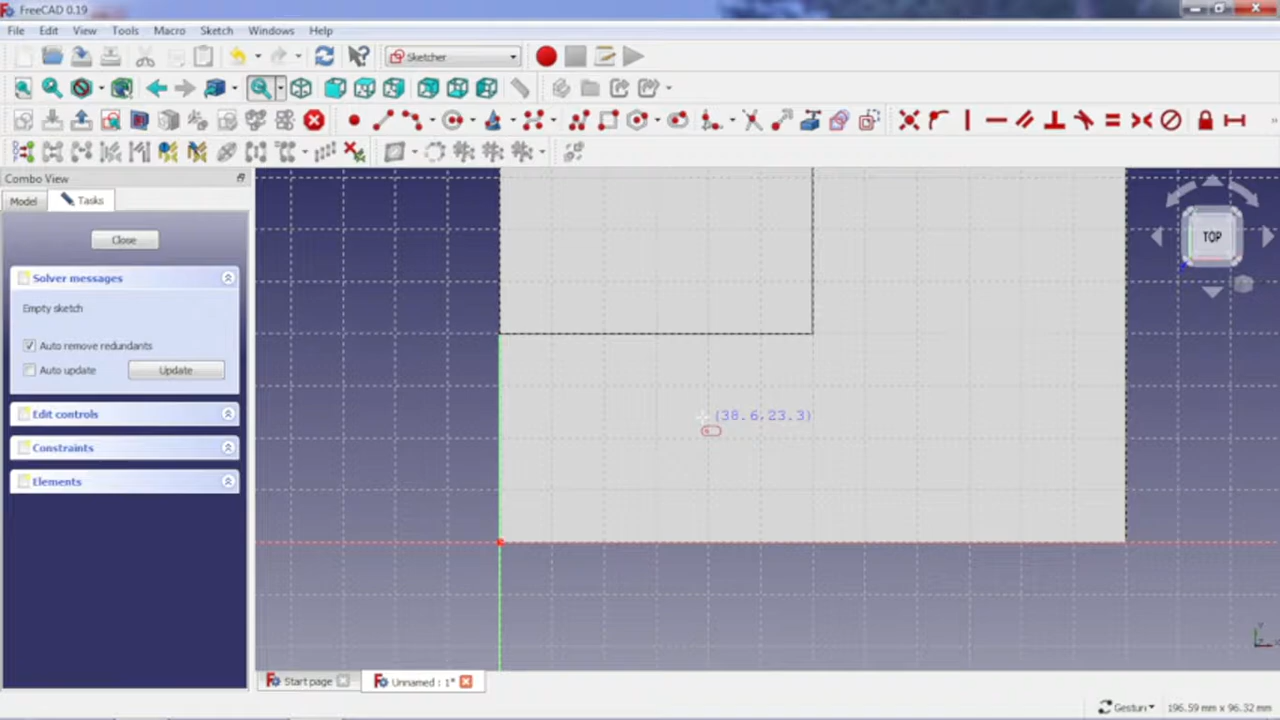 FreeCAD 0.19
File Edit View Tools Macro Sketch Windows Help
Sketcher
Combo View
Model Tasks
TOP
Close
Solver messages
Empty sketch
Auto remove redundants
Auto update Update
Edit controls
(38.6,23.3)
Constraints
Elements
Start page Unnamed : 1*
Gestur 196.59 mm x 96.32 mm